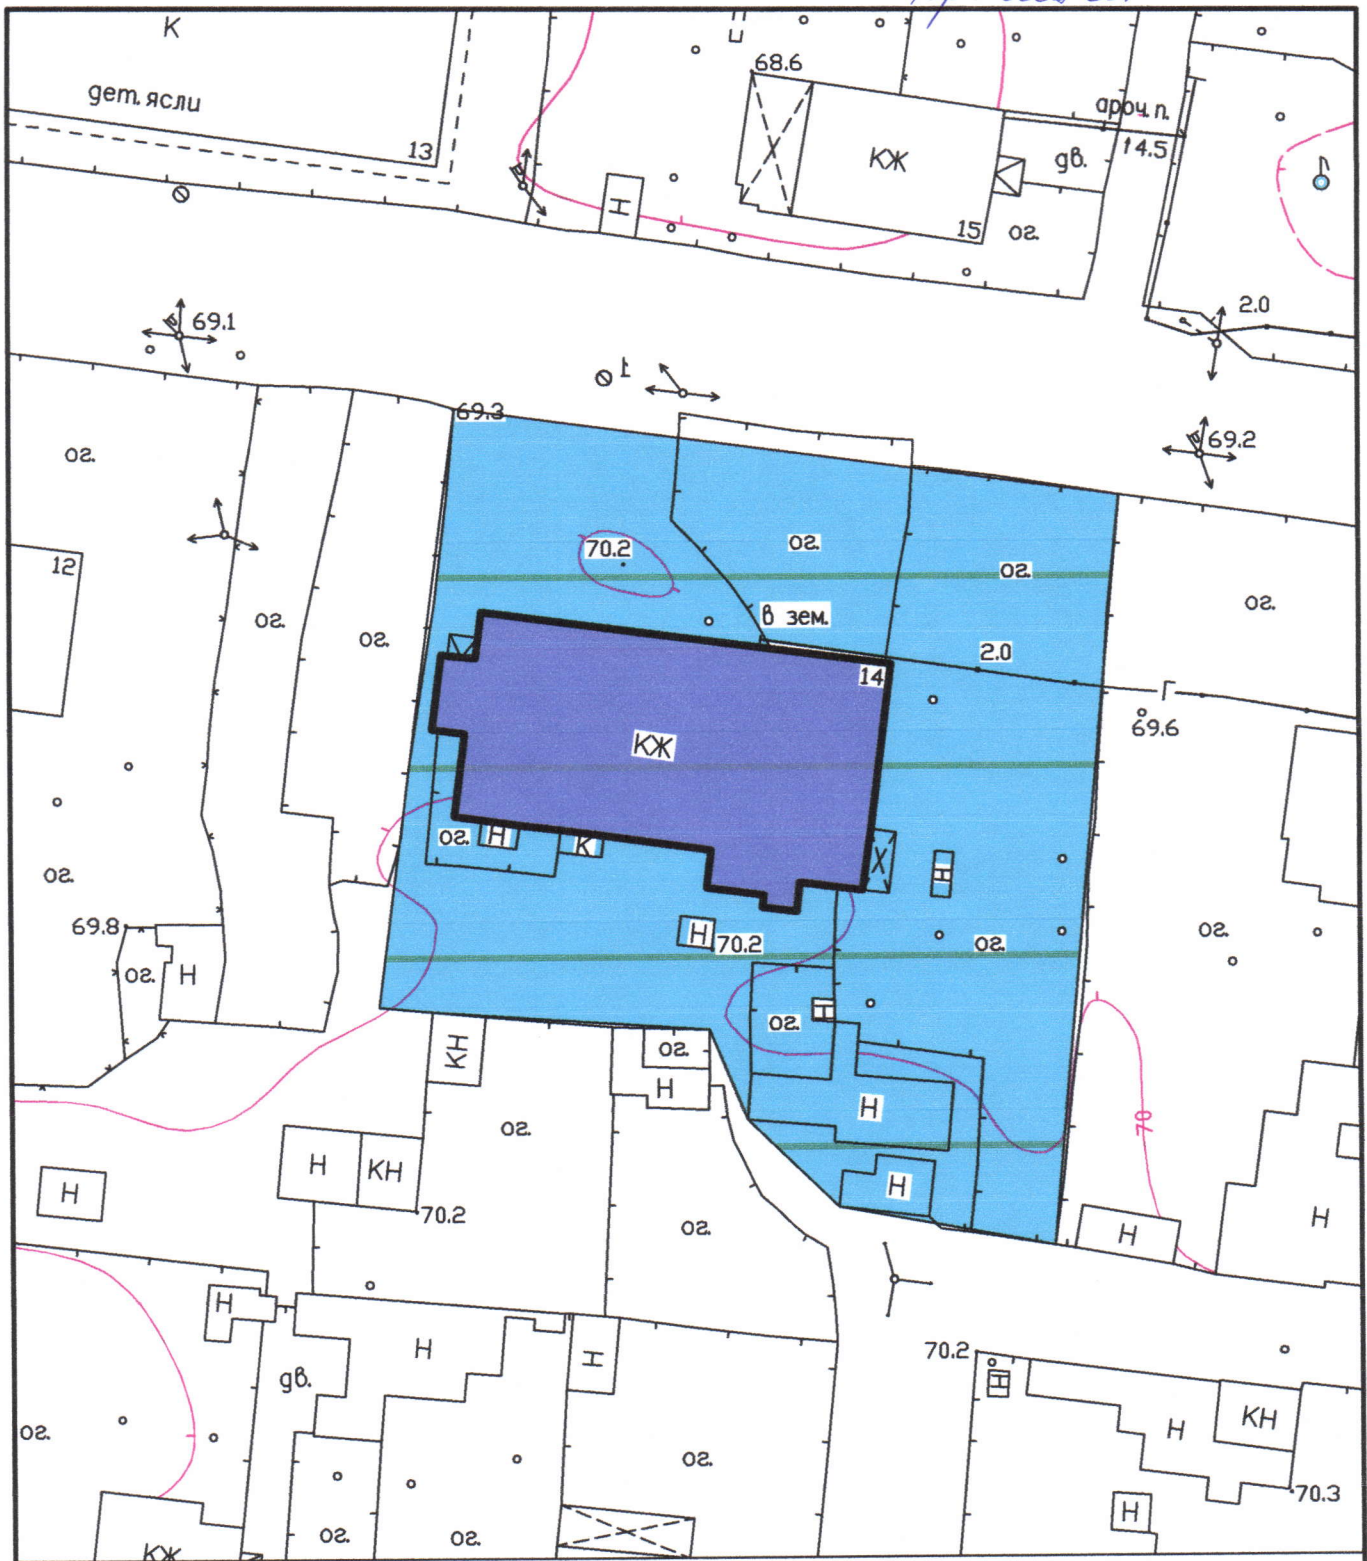 К
68.6
дет. ясли
ароч. п.
13
КЖ
дв.
14.5
Н
15
ог.
2.0
69.1
1
69.3
69.2
ог.
12
70.2
ог.
ог.
ог.
ог.
ог.
в зем.
2.0
14
Г
КЖ
69.6
ог.
Н
К
Н
ог.
Н
69.8
70.2
ог.
ог.
ог.
Н
Н
ог.
КН
ог.
Н
Н
70
ог.
Н
КН
Н
Н
70.2
ог.
Н
Н
Н
Н
Н
70.2
дв.
Н
КН
Н
ог.
ог.
70.3
Н
ог.
ог.
КЖ